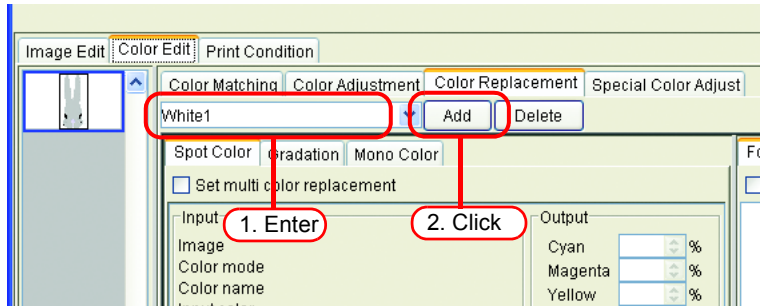 Image Edit Color Edit Print Condition
Color Matching Color Adjustment Color Replacement Special Color Adjust
White1 Add Delete
Spot Color Gradation Mono Color
Set multi color replacement
Input 1. Enter 2. Click Output
Image Cyan %
Color mode Magenta %
Color name Yellow %